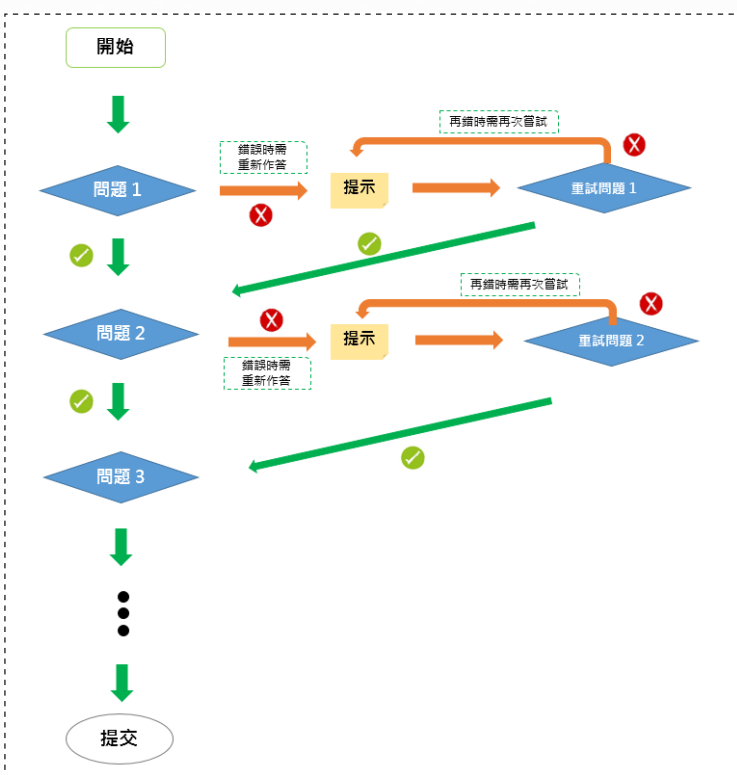 開始
再錯時需再次嘗試
錯誤時需
重新作答
問題 1
提示
重試問題 1
再錯時需再次嘗試
問題 2
提示
重試問題 2
錯誤時需
重新作答
問題 3
提交